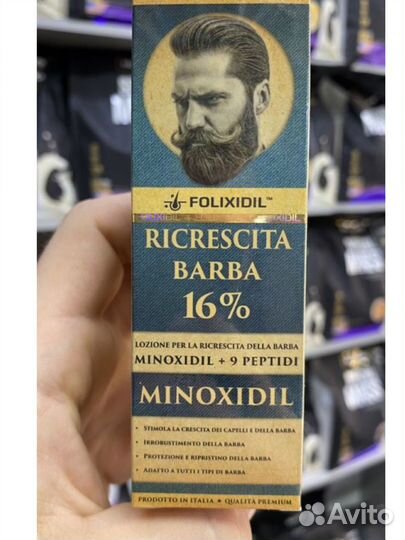 FOLIXIDIL™
RICRESCITA
BARBA
16%
LOZIONE PER LA RICRESCITA DELLA BARBA
MINOXIDIL + 9 PEPTIDI
MINOXIDIL
• STIMOLA LA CRESCITA DEI CAPELLI E DELLA BARBA
• IRROBUSTIMENTO DELLA BARBA
• PROTEZIONE E RIPRISTINO DELLA BARBA
• ADATTO A TUTTI I TIPI DI BARBA
PRODOTTO IN ITALIA • QUALITÀ PREMIUM
Avito